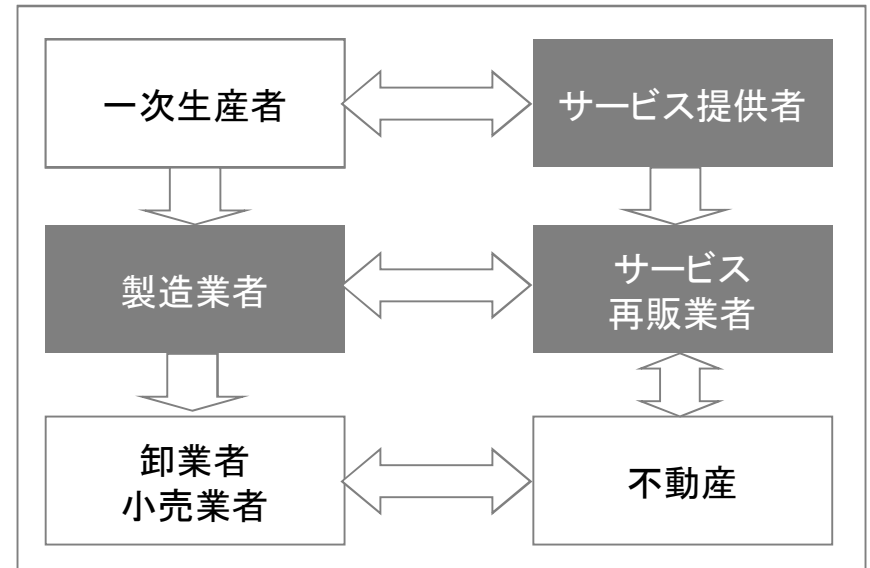 一次生産者
サービス提供者
製造業者
サービス
再販業者
卸業者
小売業者
不動産